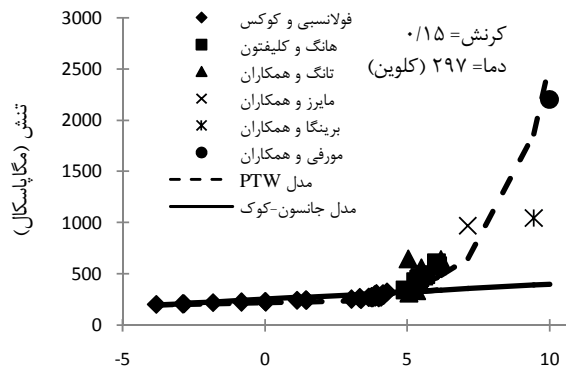 3000
2500
2000
1500
1000
500
0
تنش (مگاپاسکال)
فولانسبی و کوکس
هانگ و کلیفتون
تانگ و همکاران
مایرز و همکاران
برینگا و همکاران
مورفی و همکاران
مدل PTW
مدل جانسون-کوک
کرنش= ۰/۱۵
دما= ۲۹۷ (کلوین)
-5 0 5 10